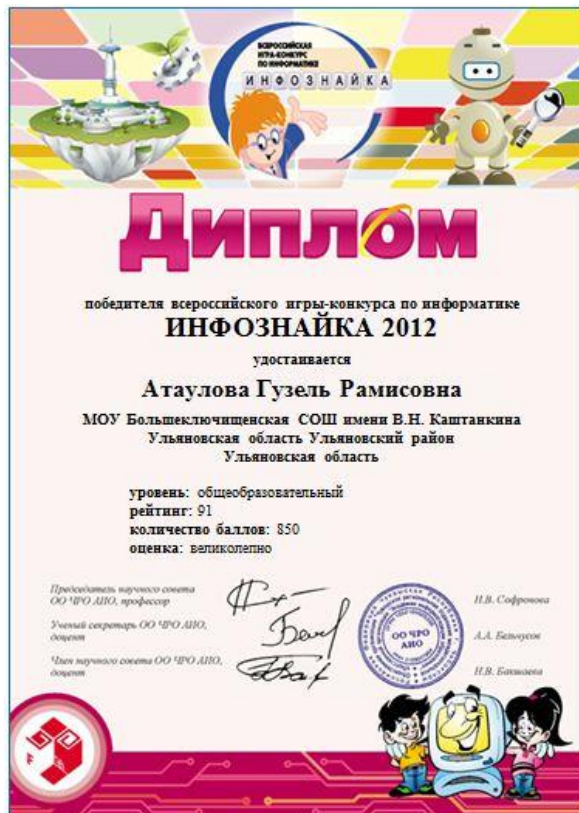 ВСЕРОССИЙСКАЯ
ИГРА-КОНКУРС
ПО ИНФОРМАТИКЕ
ИНФОЗНАЙКА
Диплом
победителя всероссийского игры-конкурса по информатике
ИНФОЗНАЙКА 2012
удостаивается
Атаулова Гузель Рамисовна
МОУ Большеключищенская СОШ имени В.Н. Каштанкина
Ульяновская область Ульяновский район
Ульяновская область
уровень: общеобразовательный
рейтинг: 91
количество баллов: 850
оценка: великолепно
Председатель научного совета
ОО ЧРО АИО, профессор
Н.В. Софронова
Ученый секретарь ОО ЧРО АИО,
доцент
А.А. Бельчусов
Член научного совета ОО ЧРО АИО,
доцент
Н.В. Бакшаева
ОО ЧРО
АИО